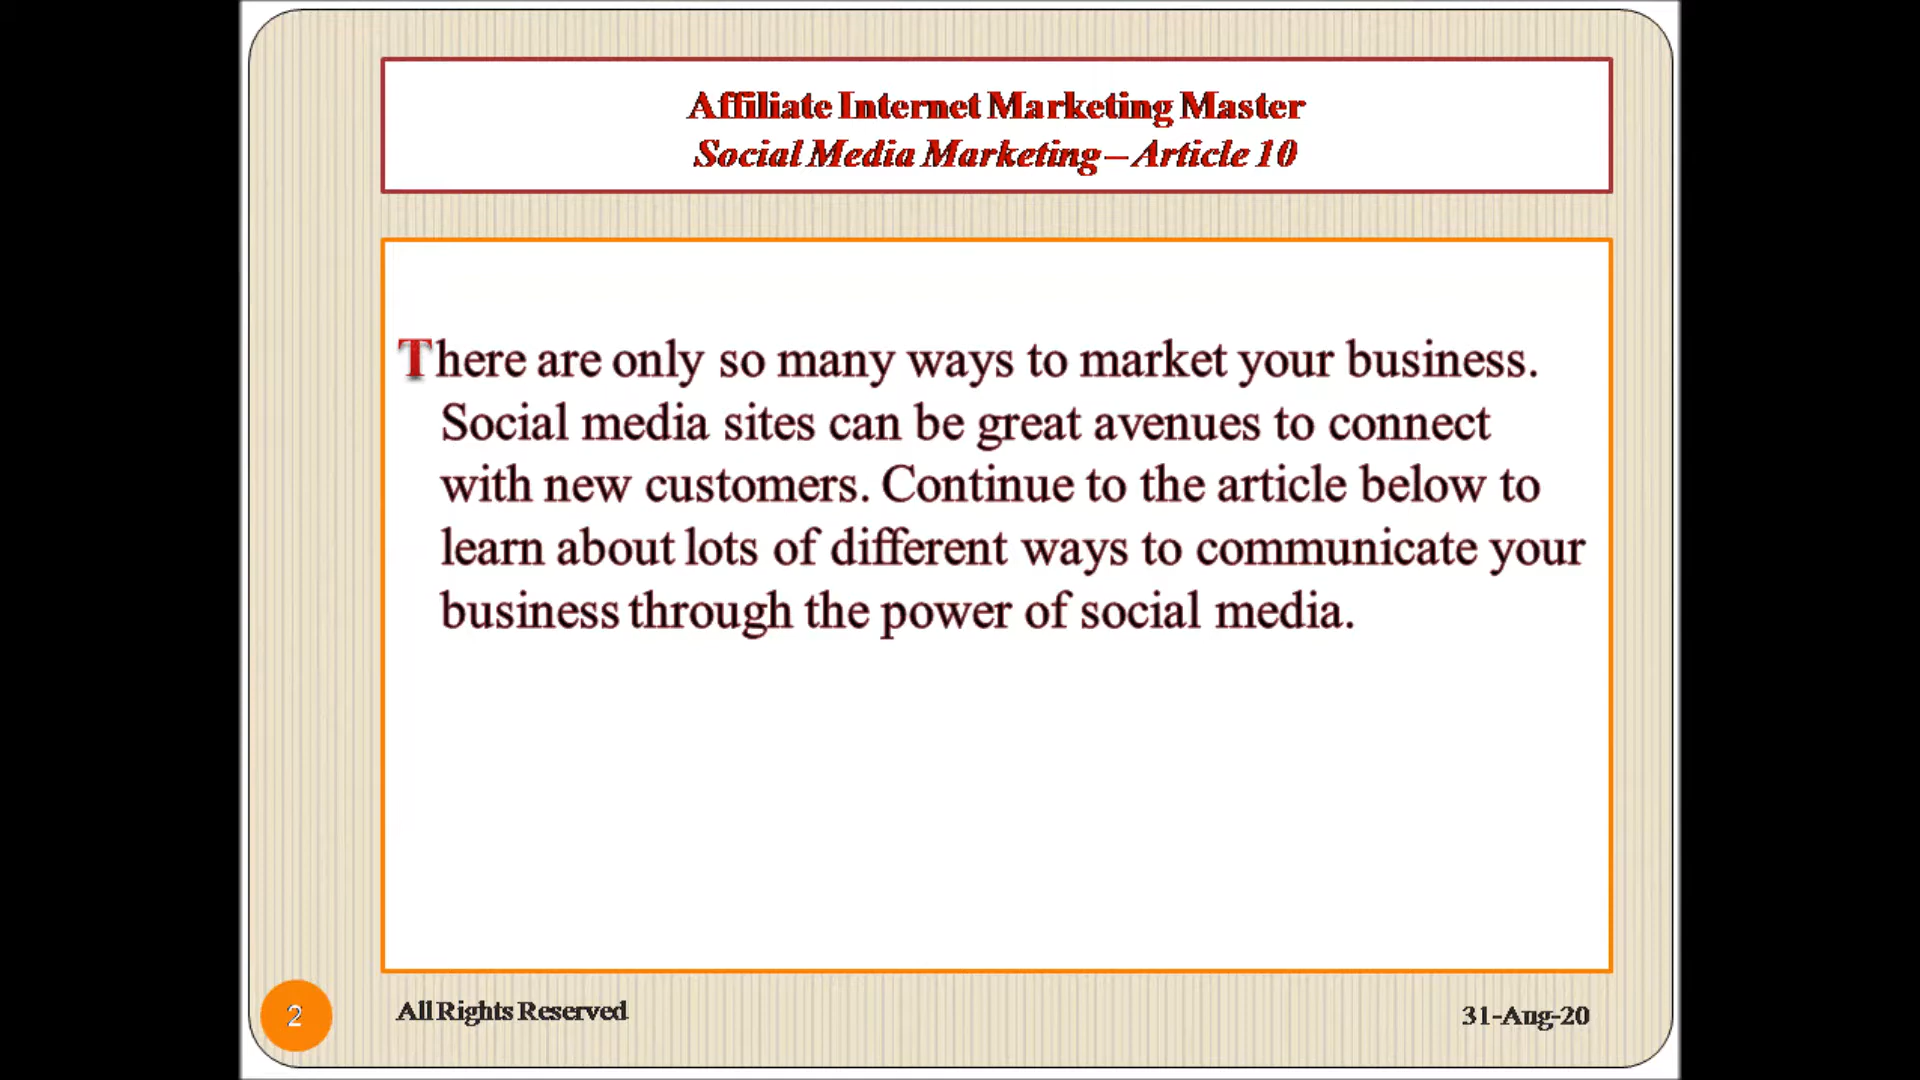 Affiliate Internet Marketing Master
Social Media Marketing – Article 10
There are only so many ways to market your business.
Social media sites can be great avenues to connect
with new customers. Continue to the article below to
learn about lots of different ways to communicate your
business through the power of social media.
2
All Rights Reserved
31-Aug-20